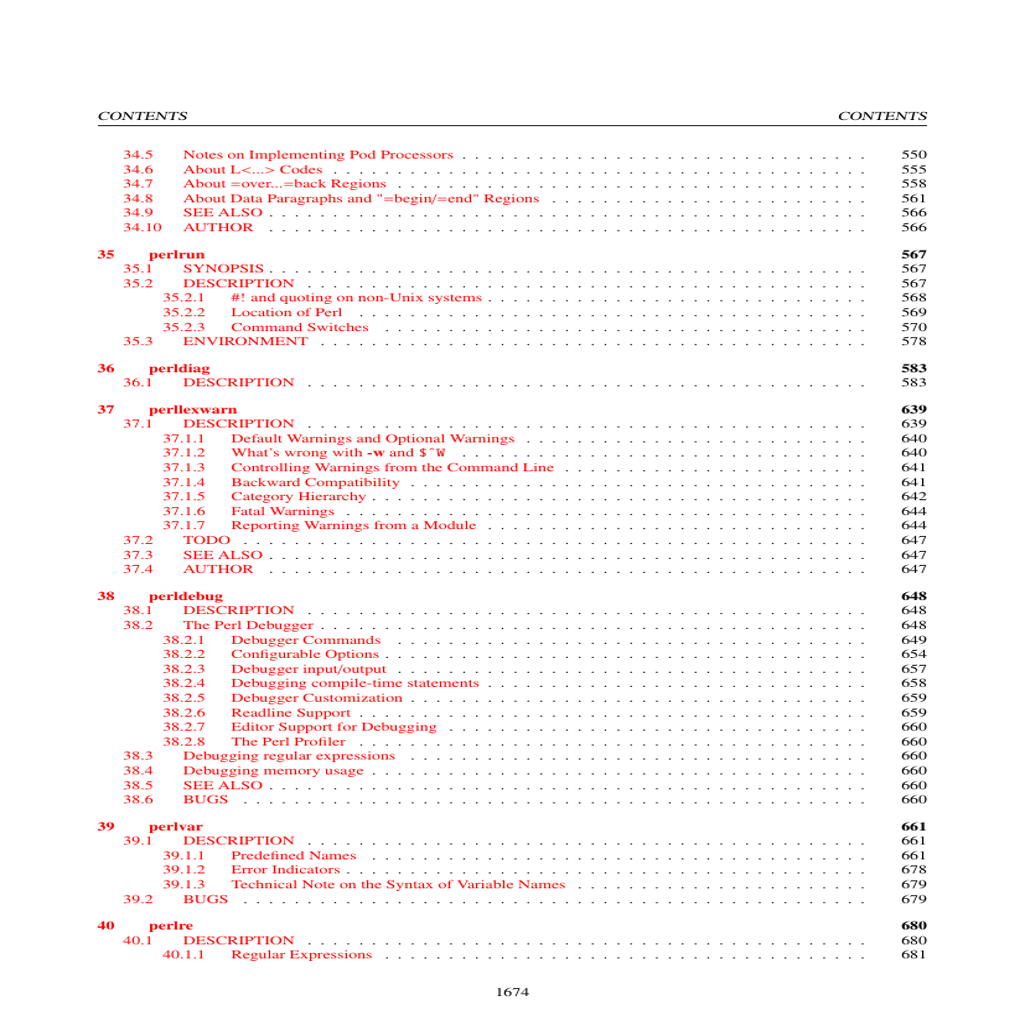 CONTENTS CONTENTS
34.5 Notes on Implementing Pod Processors . . . . . . . . . . . . . . . . . . . . . . . . . . . . . . . . 550
34.6 About L<...> Codes . . . . . . . . . . . . . . . . . . . . . . . . . . . . . . . . . . . . . . . . . . 555
34.7 About =over...=back Regions . . . . . . . . . . . . . . . . . . . . . . . . . . . . . . . . . . . . . 558
34.8 About Data Paragraphs and "=begin/=end" Regions . . . . . . . . . . . . . . . . . . . . . . . . . 561
34.9 SEE ALSO . . . . . . . . . . . . . . . . . . . . . . . . . . . . . . . . . . . . . . . . . . . . . . . 566
34.10 AUTHOR . . . . . . . . . . . . . . . . . . . . . . . . . . . . . . . . . . . . . . . . . . . . . . . 566
35 perlrun 567
35.1 SYNOPSIS . . . . . . . . . . . . . . . . . . . . . . . . . . . . . . . . . . . . . . . . . . . . . . . 567
35.2 DESCRIPTION . . . . . . . . . . . . . . . . . . . . . . . . . . . . . . . . . . . . . . . . . . . . 567
35.2.1 #! and quoting on non-Unix systems . . . . . . . . . . . . . . . . . . . . . . . . . . . . . . 568
35.2.2 Location of Perl . . . . . . . . . . . . . . . . . . . . . . . . . . . . . . . . . . . . . . . . 569
35.2.3 Command Switches . . . . . . . . . . . . . . . . . . . . . . . . . . . . . . . . . . . . . . 570
35.3 ENVIRONMENT . . . . . . . . . . . . . . . . . . . . . . . . . . . . . . . . . . . . . . . . . . . 578
36 perldiag 583
36.1 DESCRIPTION . . . . . . . . . . . . . . . . . . . . . . . . . . . . . . . . . . . . . . . . . . . . 583
37 perllexwarn 639
37.1 DESCRIPTION . . . . . . . . . . . . . . . . . . . . . . . . . . . . . . . . . . . . . . . . . . . . 639
37.1.1 Default Warnings and Optional Warnings . . . . . . . . . . . . . . . . . . . . . . . . . . . 640
37.1.2 What's wrong with -w and $^W . . . . . . . . . . . . . . . . . . . . . . . . . . . . . . . . 640
37.1.3 Controlling Warnings from the Command Line . . . . . . . . . . . . . . . . . . . . . . . . 641
37.1.4 Backward Compatibility . . . . . . . . . . . . . . . . . . . . . . . . . . . . . . . . . . . . 641
37.1.5 Category Hierarchy . . . . . . . . . . . . . . . . . . . . . . . . . . . . . . . . . . . . . . . 642
37.1.6 Fatal Warnings . . . . . . . . . . . . . . . . . . . . . . . . . . . . . . . . . . . . . . . . . 644
37.1.7 Reporting Warnings from a Module . . . . . . . . . . . . . . . . . . . . . . . . . . . . . . 644
37.2 TODO . . . . . . . . . . . . . . . . . . . . . . . . . . . . . . . . . . . . . . . . . . . . . . . . . 647
37.3 SEE ALSO . . . . . . . . . . . . . . . . . . . . . . . . . . . . . . . . . . . . . . . . . . . . . . . 647
37.4 AUTHOR . . . . . . . . . . . . . . . . . . . . . . . . . . . . . . . . . . . . . . . . . . . . . . . 647
38 perldebug 648
38.1 DESCRIPTION . . . . . . . . . . . . . . . . . . . . . . . . . . . . . . . . . . . . . . . . . . . . 648
38.2 The Perl Debugger . . . . . . . . . . . . . . . . . . . . . . . . . . . . . . . . . . . . . . . . . . . 648
38.2.1 Debugger Commands . . . . . . . . . . . . . . . . . . . . . . . . . . . . . . . . . . . . . 649
38.2.2 Configurable Options . . . . . . . . . . . . . . . . . . . . . . . . . . . . . . . . . . . . . . 654
38.2.3 Debugger input/output . . . . . . . . . . . . . . . . . . . . . . . . . . . . . . . . . . . . . 657
38.2.4 Debugging compile-time statements . . . . . . . . . . . . . . . . . . . . . . . . . . . . . . 658
38.2.5 Debugger Customization . . . . . . . . . . . . . . . . . . . . . . . . . . . . . . . . . . . . 659
38.2.6 Readline Support . . . . . . . . . . . . . . . . . . . . . . . . . . . . . . . . . . . . . . . . 659
38.2.7 Editor Support for Debugging . . . . . . . . . . . . . . . . . . . . . . . . . . . . . . . . . 660
38.2.8 The Perl Profiler . . . . . . . . . . . . . . . . . . . . . . . . . . . . . . . . . . . . . . . . 660
38.3 Debugging regular expressions . . . . . . . . . . . . . . . . . . . . . . . . . . . . . . . . . . . . 660
38.4 Debugging memory usage . . . . . . . . . . . . . . . . . . . . . . . . . . . . . . . . . . . . . . . 660
38.5 SEE ALSO . . . . . . . . . . . . . . . . . . . . . . . . . . . . . . . . . . . . . . . . . . . . . . . 660
38.6 BUGS . . . . . . . . . . . . . . . . . . . . . . . . . . . . . . . . . . . . . . . . . . . . . . . . . 660
39 perlvar 661
39.1 DESCRIPTION . . . . . . . . . . . . . . . . . . . . . . . . . . . . . . . . . . . . . . . . . . . . 661
39.1.1 Predefined Names . . . . . . . . . . . . . . . . . . . . . . . . . . . . . . . . . . . . . . . 661
39.1.2 Error Indicators . . . . . . . . . . . . . . . . . . . . . . . . . . . . . . . . . . . . . . . . . 678
39.1.3 Technical Note on the Syntax of Variable Names . . . . . . . . . . . . . . . . . . . . . . . 679
39.2 BUGS . . . . . . . . . . . . . . . . . . . . . . . . . . . . . . . . . . . . . . . . . . . . . . . . . 679
40 perlre 680
40.1 DESCRIPTION . . . . . . . . . . . . . . . . . . . . . . . . . . . . . . . . . . . . . . . . . . . . 680
40.1.1 Regular Expressions . . . . . . . . . . . . . . . . . . . . . . . . . . . . . . . . . . . . . . 681
1674